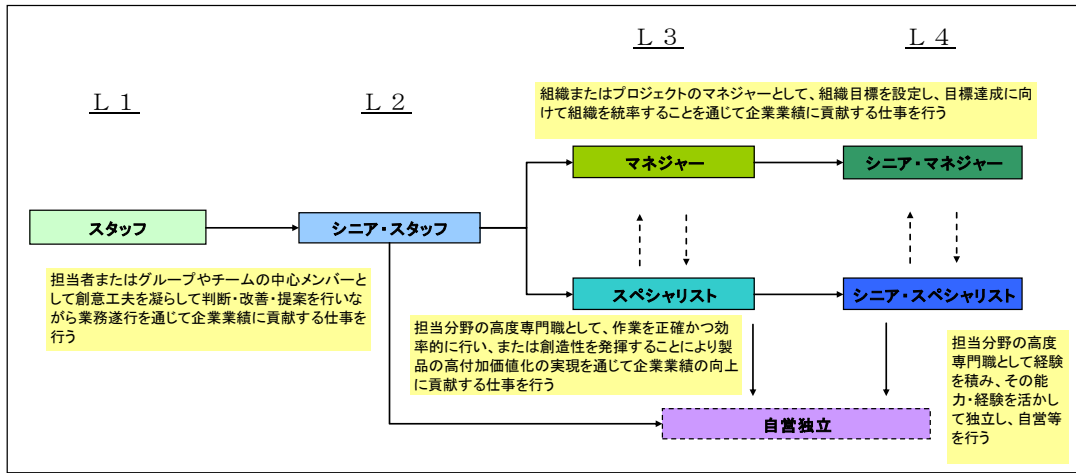 Ｌ３
Ｌ４
Ｌ１
Ｌ２
組織またはプロジェクトのマネジャーとして、組織目標を設定し、目標達成に向
けて組織を統率することを通じて企業業績に貢献する仕事を行う
マネジャー
シニア・マネジャー
スタッフ
シニア・スタッフ
担当者またはグループやチームの中心メンバーと
して創意工夫を凝らして判断・改善・提案を行いな
がら業務遂行を通じて企業業績に貢献する仕事を
行う
スペシャリスト
シニア・スペシャリスト
担当分野の高度専門職として、作業を正確かつ効
率的に行い、または創造性を発揮することにより製
品の高付加価値化の実現を通じて企業業績の向上
に貢献する仕事を行う
担当分野の高度
専門職として経験
を積み、その能
力・経験を活かし
て独立し、自営等
を行う
自営独立